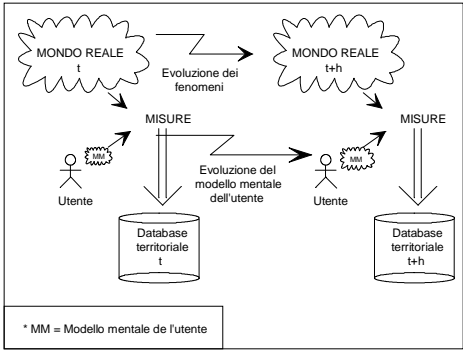 MONDO REALE
t
MONDO REALE
t+h
Evoluzione dei
fenomeni
MISURE
MISURE
MM
MM
Evoluzione del
modello mentale
dell'utente
Utente
Utente
Database
territoriale
t
Database
territoriale
t+h
* MM = Modello mentale de l'utente